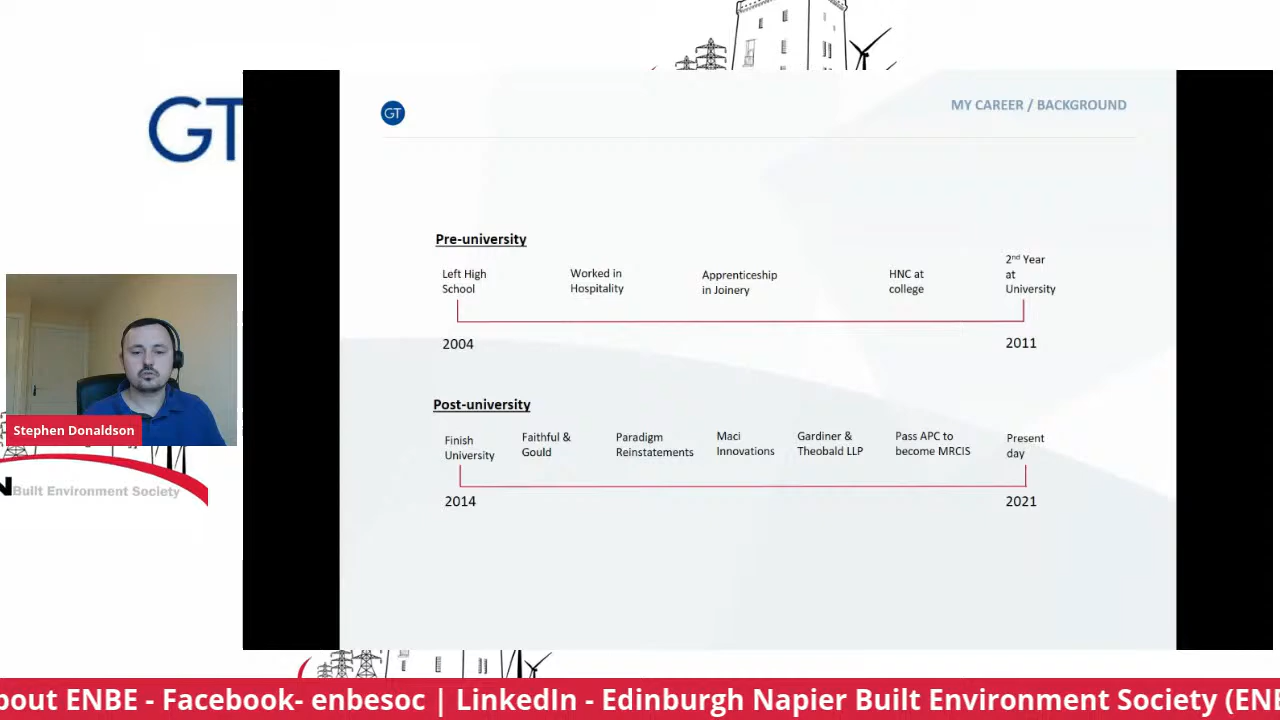 GT
GT
MY CAREER / BACKGROUND
Pre-university
Left High
School
Worked in
Hospitality
Apprenticeship
in Joinery
HNC at
college
2nd Year
at
University
2004
2011
Post-university
Finish
University
Faithful &
Gould
Paradigm
Reinstatements
Maci
Innovations
Gardiner &
Theobald LLP
Pass APC to
become MRCIS
Present
day
2014
2021
Stephen Donaldson
N Built Environment Society
bout ENBE - Facebook- enbesoc | LinkedIn - Edinburgh Napier Built Environment Society (ENB